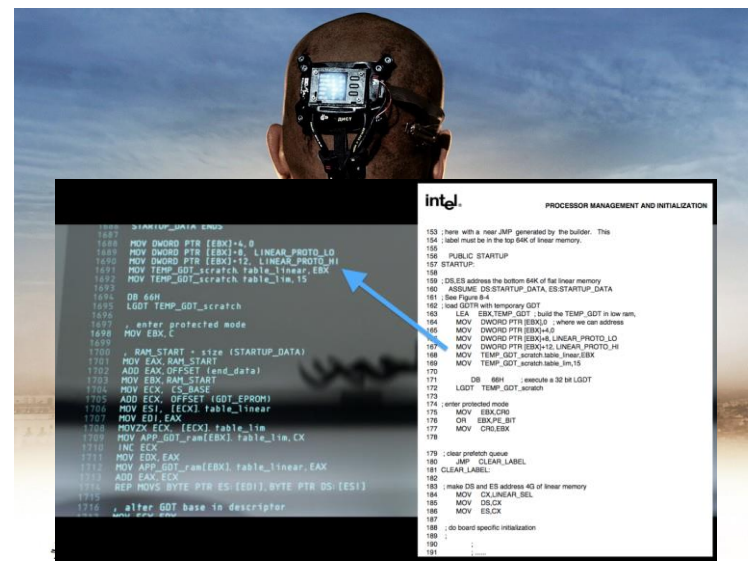 1686 STARTUP_DATA ENDS
1687
1688 MOV DWORD PTR [EBX]+4,0
1689 MOV DWORD PTR [EBX]+8, LINEAR_PROTO_LO
1690 MOV DWORD PTR [EBX]+12, LINEAR_PROTO_HI
1691 MOV TEMP_GDT_scratch table_linear,EBX
1692 MOV TEMP_GDT_scratch table_lim,15
1693
1694 DB 66H
1695 LGDT TEMP_GDT_scratch
1696
1697 , enter protected mode
1698 MOV EBX,C
1699
1700 , RAM_START + size (STARTUP_DATA)
1701 MOV EAX,RAM_START
1702 ADD EAX,OFFSET (end_data)
1703 MOV EBX,RAM_START
1704 MOV ECX, CS_BASE
1705 ADD ECX, OFFSET (GDT_EPROM)
1706 MOV ESI, [ECX].table_linear
1707 MOV EDI,EAX
1708 MOVZX ECX, [ECX].table_lim
1709 MOV APP_GDT_ram[EBX].table_lim,CX
1710 INC ECX
1711 MOV EDX,EAX
1712 MOV APP_GDT_ram[EBX].table_linear,EAX
1713 ADD EAX,ECX
1714 REP MOVS BYTE PTR ES:[EDI],BYTE PTR DS:[ESI]
1715
1716 , alter GDT base in descriptor
1717 MOV ECX,EDX
intel.
PROCESSOR MANAGEMENT AND INITIALIZATION
153 ; here with a near JMP generated by the builder. This
154 ; label must be in the top 64K of linear memory.
155
156 PUBLIC STARTUP
157 STARTUP:
158
159 ; DS,ES address the bottom 64K of flat linear memory
160 ASSUME DS:STARTUP_DATA, ES:STARTUP_DATA
161 ; See Figure 8-4
162 ; load GDTR with temporary GDT
163 LEA EBX,TEMP_GDT ; build the TEMP_GDT in low ram,
164 MOV DWORD PTR [EBX],0 ; where we can address
165 MOV DWORD PTR [EBX]+4,0
MOV DWORD PTR [EBX]+8, LINEAR_PROTO_LO
167 MOV DWORD PTR [EBX]+12, LINEAR_PROTO_HI
168 MOV TEMP_GDT_scratch.table_linear,EBX
169 MOV TEMP_GDT_scratch.table_lim,15
170
171 DB 66H ; execute a 32 bit LGDT
172 LGDT TEMP_GDT_scratch
173
174 ; enter protected mode
175 MOV EBX,CR0
176 OR EBX,PE_BIT
177 MOV CR0,EBX
178
179 ; clear prefetch queue
180 JMP CLEAR_LABEL
181 CLEAR_LABEL:
182
183 ; make DS and ES address 4G of linear memory
184 MOV CX,LINEAR_SEL
185 MOV DS,CX
186 MOV ES,CX
187
188 ; do board specific initialization
189 ;
190 ;
191 ; ......